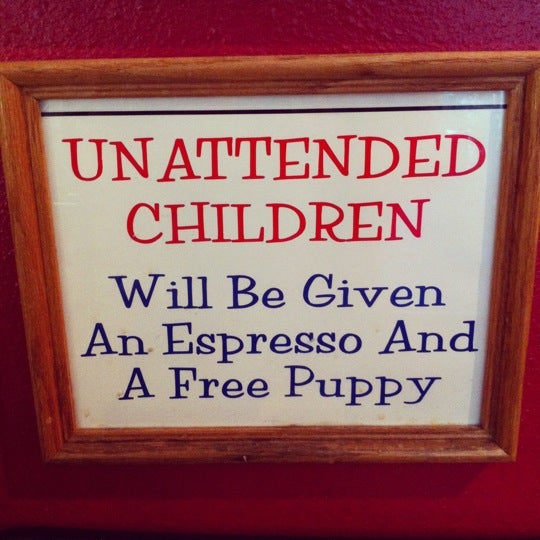 UNATTENDED
CHILDREN
Will Be Given
An Espresso And
A Free Puppy